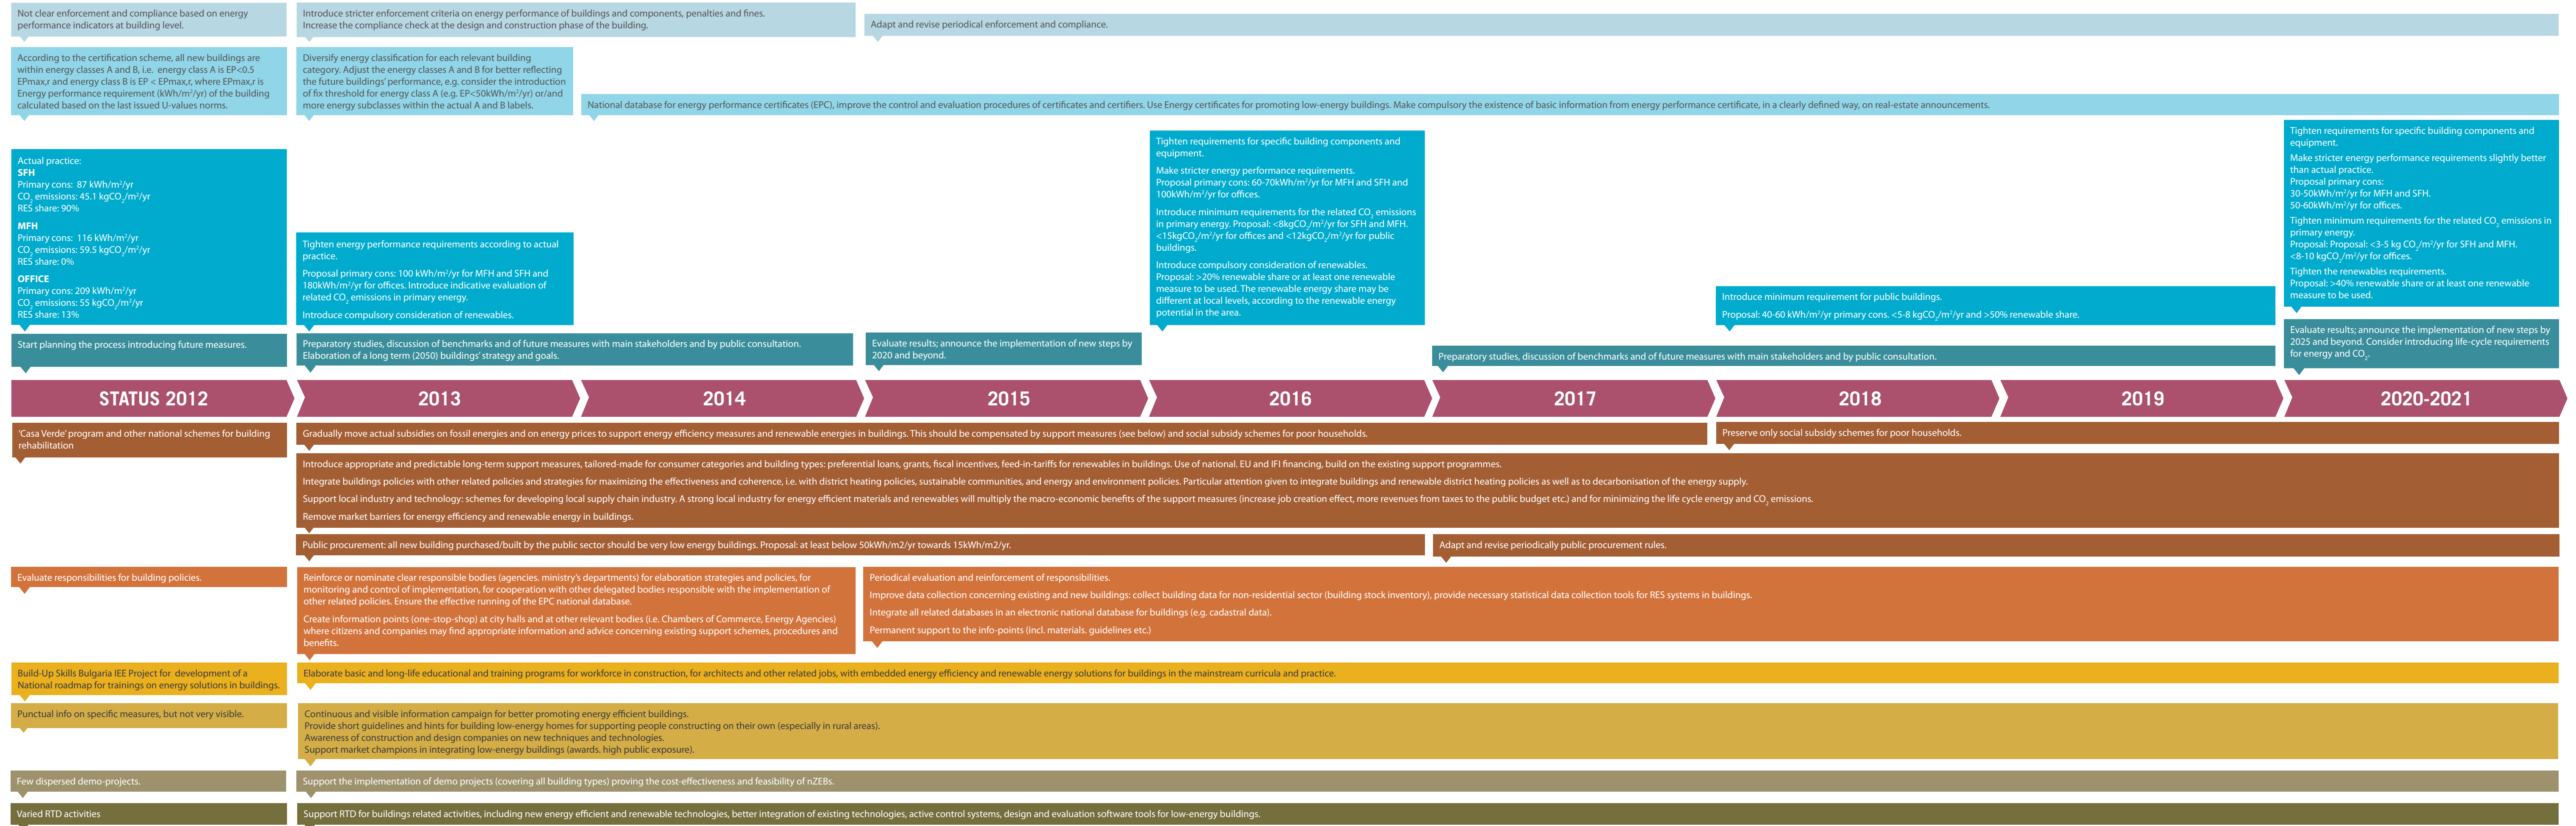 Not clear enforcement and compliance based on energy
performance indicators at building level.
Introduce stricter enforcement criteria on energy performance of buildings and components, penalties and fines.
Increase the compliance check at the design and construction phase of the building.
Adapt and revise periodical enforcement and compliance.
According to the certification scheme, all new buildings are
within energy classes A and B, i.e. energy class A is EP<0.5
EPmax,r and energy class B is EP < EPmax,r, where EPmax,r is
Energy performance requirement (kWh/m²/yr) of the building
calculated based on the last issued U-values norms.
Diversify energy classification for each relevant building
category. Adjust the energy classes A and B for better reflecting
the future buildings' performance, e.g. consider the introduction
of fix threshold for energy class A (e.g. EP<50kWh/m²/yr) or/and
more energy subclasses within the actual A and B labels.
National database for energy performance certificates (EPC), improve the control and evaluation procedures of certificates and certifiers. Use Energy certificates for promoting low-energy buildings. Make compulsory the existence of basic information from energy performance certificate, in a clearly defined way, on real-estate announcements.
Actual practice:
SFH
Primary cons: 87 kWh/m²/yr
CO₂ emissions: 45.1 kgCO₂/m²/yr
RES share: 90%
MFH
Primary cons: 116 kWh/m²/yr
CO₂ emissions: 59.5 kgCO₂/m²/yr
RES share: 0%
OFFICE
Primary cons: 209 kWh/m²/yr
CO₂ emissions: 55 kgCO₂/m²/yr
RES share: 13%
Tighten energy performance requirements according to actual
practice.
Proposal primary cons: 100 kWh/m²/yr for MFH and SFH and
180kWh/m²/yr for offices. Introduce indicative evaluation of
related CO₂ emissions in primary energy.
Introduce compulsory consideration of renewables.
Tighten requirements for specific building components and
equipment.
Make stricter energy performance requirements.
Proposal primary cons: 60-70kWh/m²/yr for MFH and SFH and
100kWh/m²/yr for offices.
Introduce minimum requirements for the related CO₂ emissions
in primary energy. Proposal: <8kgCO₂/m²/yr for SFH and MFH.
<15kgCO₂/m²/yr for offices and <12kgCO₂/m²/yr for public
buildings.
Introduce compulsory consideration of renewables.
Proposal: >20% renewable share or at least one renewable
measure to be used. The renewable energy share may be
different at local levels, according to the renewable energy
potential in the area.
Introduce minimum requirement for public buildings.
Proposal: 40-60 kWh/m²/yr primary cons. <5-8 kgCO₂/m²/yr and >50% renewable share.
Tighten requirements for specific building components and
equipment.
Make stricter energy performance requirements slightly better
than actual practice.
Proposal primary cons:
30-50kWh/m²/yr for MFH and SFH.
50-60kWh/m²/yr for offices.
Tighten minimum requirements for the related CO₂ emissions in
primary energy.
Proposal: Proposal: <3-5 kg CO₂/m²/yr for SFH and MFH.
<8-10 kgCO₂/m²/yr for offices.
Tighten the renewables requirements.
Proposal: >40% renewable share or at least one renewable
measure to be used.
Start planning the process introducing future measures.
Preparatory studies, discussion of benchmarks and of future measures with main stakeholders and by public consultation.
Elaboration of a long term (2050) buildings' strategy and goals.
Evaluate results; announce the implementation of new steps by
2020 and beyond.
Preparatory studies, discussion of benchmarks and of future measures with main stakeholders and by public consultation.
Evaluate results; announce the implementation of new steps by
2025 and beyond. Consider introducing life-cycle requirements
for energy and CO₂.
STATUS 2012
2013
2014
2015
2016
2017
2018
2019
2020-2021
'Casa Verde' program and other national schemes for building
rehabilitation
Gradually move actual subsidies on fossil energies and on energy prices to support energy efficiency measures and renewable energies in buildings. This should be compensated by support measures (see below) and social subsidy schemes for poor households.
Preserve only social subsidy schemes for poor households.
Introduce appropriate and predictable long-term support measures, tailored-made for consumer categories and building types: preferential loans, grants, fiscal incentives, feed-in-tariffs for renewables in buildings. Use of national. EU and IFI financing, build on the existing support programmes.
Integrate buildings policies with other related policies and strategies for maximizing the effectiveness and coherence, i.e. with district heating policies, sustainable communities, and energy and environment policies. Particular attention given to integrate buildings and renewable district heating policies as well as to decarbonisation of the energy supply.
Support local industry and technology: schemes for developing local supply chain industry. A strong local industry for energy efficient materials and renewables will multiply the macro-economic benefits of the support measures (increase job creation effect, more revenues from taxes to the public budget etc.) and for minimizing the life cycle energy and CO₂ emissions.
Remove market barriers for energy efficiency and renewable energy in buildings.
Public procurement: all new building purchased/built by the public sector should be very low energy buildings. Proposal: at least below 50kWh/m2/yr towards 15kWh/m2/yr.
Adapt and revise periodically public procurement rules.
Evaluate responsibilities for building policies.
Reinforce or nominate clear responsible bodies (agencies. ministry's departments) for elaboration strategies and policies, for
monitoring and control of implementation, for cooperation with other delegated bodies responsible with the implementation of
other related policies. Ensure the effective running of the EPC national database.
Create information points (one-stop-shop) at city halls and at other relevant bodies (i.e. Chambers of Commerce, Energy Agencies)
where citizens and companies may find appropriate information and advice concerning existing support schemes, procedures and
benefits.
Periodical evaluation and reinforcement of responsibilities.
Improve data collection concerning existing and new buildings: collect building data for non-residential sector (building stock inventory), provide necessary statistical data collection tools for RES systems in buildings.
Integrate all related databases in an electronic national database for buildings (e.g. cadastral data).
Permanent support to the info-points (incl. materials. guidelines etc.)
Build-Up Skills Bulgaria IEE Project for development of a
National roadmap for trainings on energy solutions in buildings.
Elaborate basic and long-life educational and training programs for workforce in construction, for architects and other related jobs, with embedded energy efficiency and renewable energy solutions for buildings in the mainstream curricula and practice.
Punctual info on specific measures, but not very visible.
Continuous and visible information campaign for better promoting energy efficient buildings.
Provide short guidelines and hints for building low-energy homes for supporting people constructing on their own (especially in rural areas).
Awareness of construction and design companies on new techniques and technologies.
Support market champions in integrating low-energy buildings (awards. high public exposure).
Few dispersed demo-projects.
Support the implementation of demo projects (covering all building types) proving the cost-effectiveness and feasibility of nZEBs.
Varied RTD activities
Support RTD for buildings related activities, including new energy efficient and renewable technologies, better integration of existing technologies, active control systems, design and evaluation software tools for low-energy buildings.